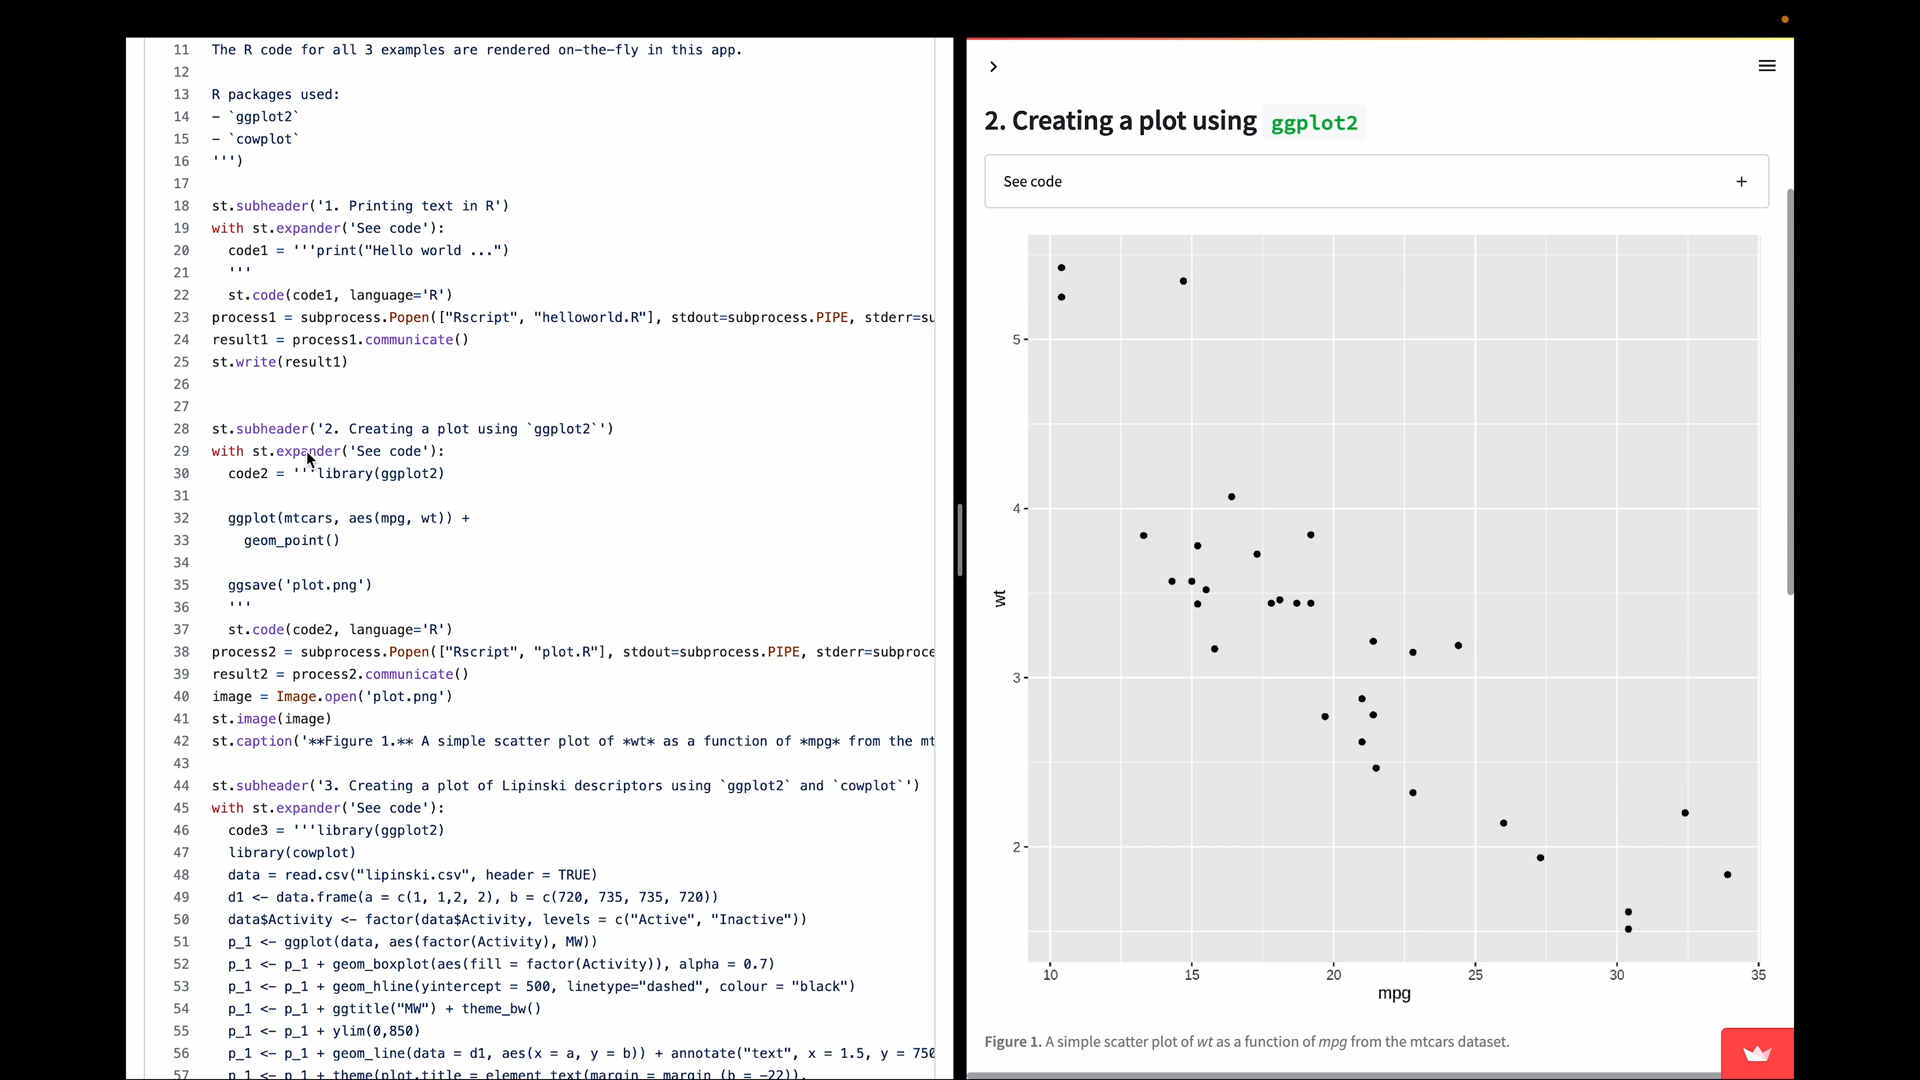 11 The R code for all 3 examples are rendered on-the-fly in this app.
12
13 R packages used:
14 - `ggplot2`
15 - `cowplot`
16 ''')
17
18 st.subheader('1. Printing text in R')
19 with st.expander('See code'):
20 code1 = '''print("Hello world ...")
21 '''
22 st.code(code1, language='R')
23 process1 = subprocess.Popen(["Rscript", "helloworld.R"], stdout=subprocess.PIPE, stderr=su
24 result1 = process1.communicate()
25 st.write(result1)
26
27
28 st.subheader('2. Creating a plot using `ggplot2`')
29 with st.expander('See code'):
30 code2 = '''library(ggplot2)
31
32 ggplot(mtcars, aes(mpg, wt)) +
33 geom_point()
34
35 ggsave('plot.png')
36 '''
37 st.code(code2, language='R')
38 process2 = subprocess.Popen(["Rscript", "plot.R"], stdout=subprocess.PIPE, stderr=subproce
39 result2 = process2.communicate()
40 image = Image.open('plot.png')
41 st.image(image)
42 st.caption('**Figure 1.** A simple scatter plot of *wt* as a function of *mpg* from the mt
43
44 st.subheader('3. Creating a plot of Lipinski descriptors using `ggplot2` and `cowplot`')
45 with st.expander('See code'):
46 code3 = '''library(ggplot2)
47 library(cowplot)
48 data = read.csv("lipinski.csv", header = TRUE)
49 d1 <- data.frame(a = c(1, 1,2, 2), b = c(720, 735, 735, 720))
50 data$Activity <- factor(data$Activity, levels = c("Active", "Inactive"))
51 p_1 <- ggplot(data, aes(factor(Activity), MW))
52 p_1 <- p_1 + geom_boxplot(aes(fill = factor(Activity)), alpha = 0.7)
53 p_1 <- p_1 + geom_hline(yintercept = 500, linetype="dashed", colour = "black")
54 p_1 <- p_1 + ggtitle("MW") + theme_bw()
55 p_1 <- p_1 + ylim(0,850)
56 p_1 <- p_1 + geom_line(data = d1, aes(x = a, y = b)) + annotate("text", x = 1.5, y = 750
57 p_1 <- p_1 + theme(plot.title = element_text(margin = margin (b = -22)),
2. Creating a plot using ggplot2
See code +
5
4
3
2
wt
10 15 20 25 30 35
mpg
Figure 1. A simple scatter plot of wt as a function of mpg from the mtcars dataset.